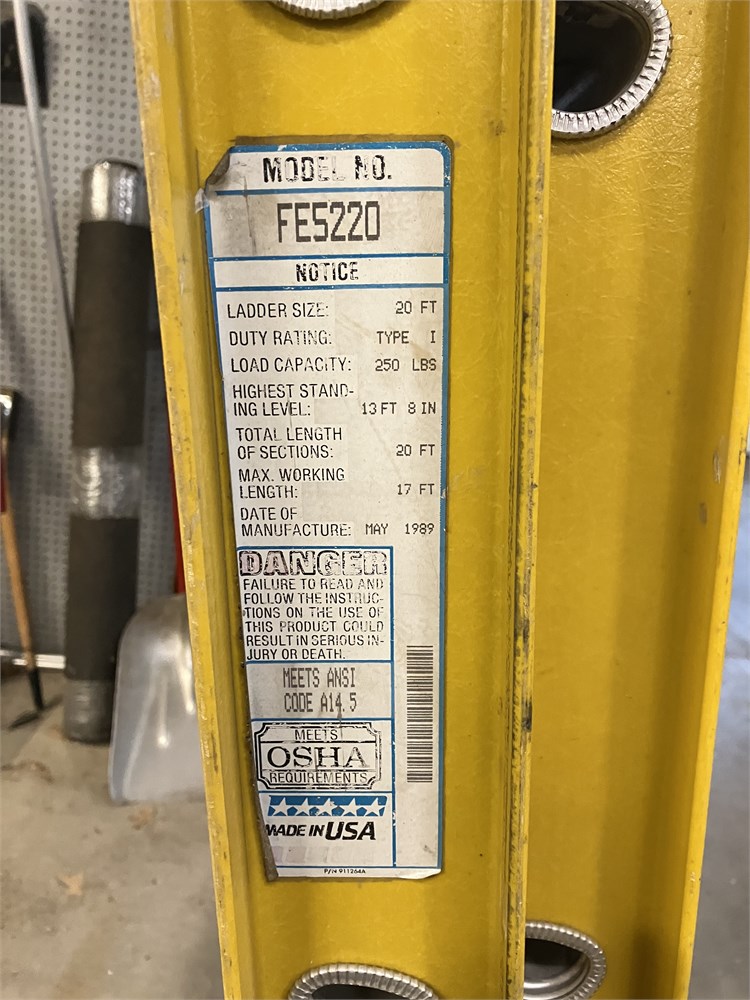 MODEL NO.
FE5220
NOTICE
LADDER SIZE: 20 FT
DUTY RATING: TYPE I
LOAD CAPACITY: 250 LBS
HIGHEST STAND-
ING LEVEL: 13 FT 8 IN
TOTAL LENGTH
OF SECTIONS: 20 FT
MAX. WORKING
LENGTH: 17 FT
DATE OF
MANUFACTURE: MAY 1989
DANGER
FAILURE TO READ AND
FOLLOW THE INSTRUC-
TIONS ON THE USE OF
THIS PRODUCT COULD
RESULT IN SERIOUS IN-
JURY OR DEATH.
MEETS ANSI
CODE A14.5
MEETS
OSHA
REQUIREMENTS
MADE IN USA
P/N 911264A